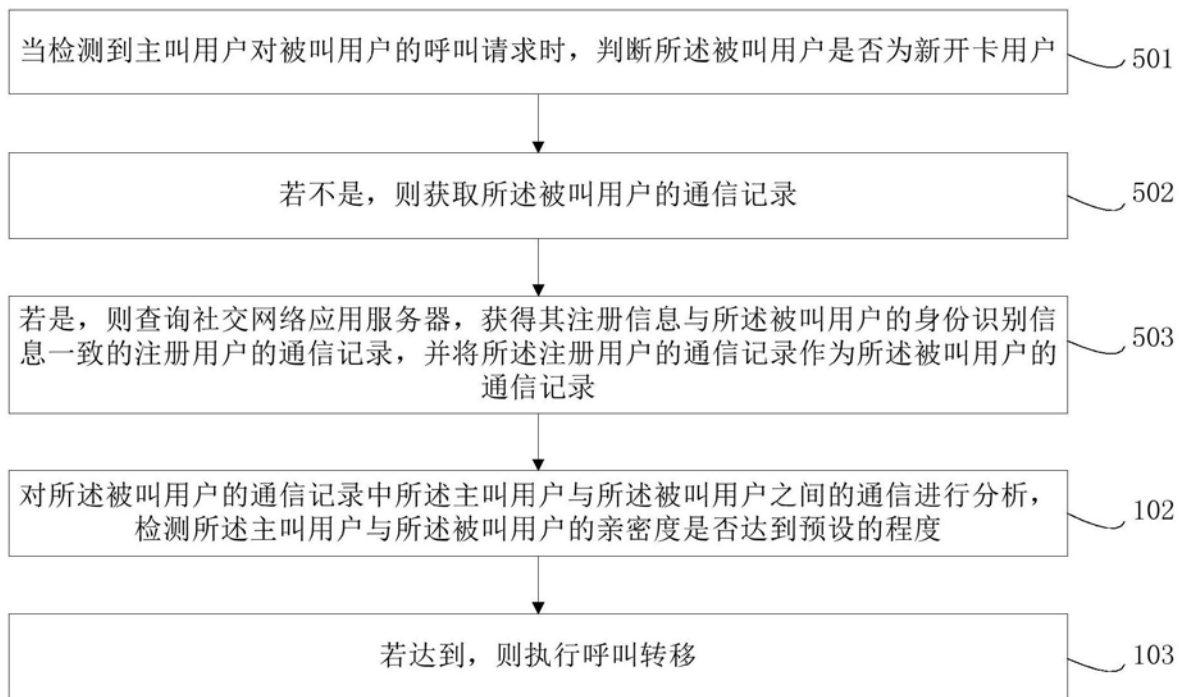 当检测到主叫用户对被叫用户的呼叫请求时，判断所述被叫用户是否为新开卡用户
501
若不是，则获取所述被叫用户的通信记录
502
若是，则查询社交网络应用服务器，获得其注册信息与所述被叫用户的身份识别信
息一致的注册用户的通信记录，并将所述注册用户的通信记录作为所述被叫用户的
通信记录
503
对所述被叫用户的通信记录中所述主叫用户与所述被叫用户之间的通信进行分析，
检测所述主叫用户与所述被叫用户的亲密度是否达到预设的程度
102
若达到，则执行呼叫转移
103